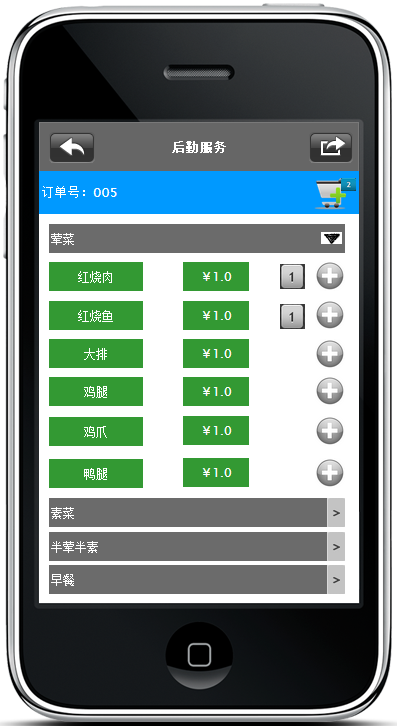 后勤服务
订单号：005
2
荤菜
红烧肉 ¥1.0 1
红烧鱼 ¥1.0 1
大排 ¥1.0
鸡腿 ¥1.0
鸡爪 ¥1.0
鸭腿 ¥1.0
素菜 >
半荤半素 >
早餐 >